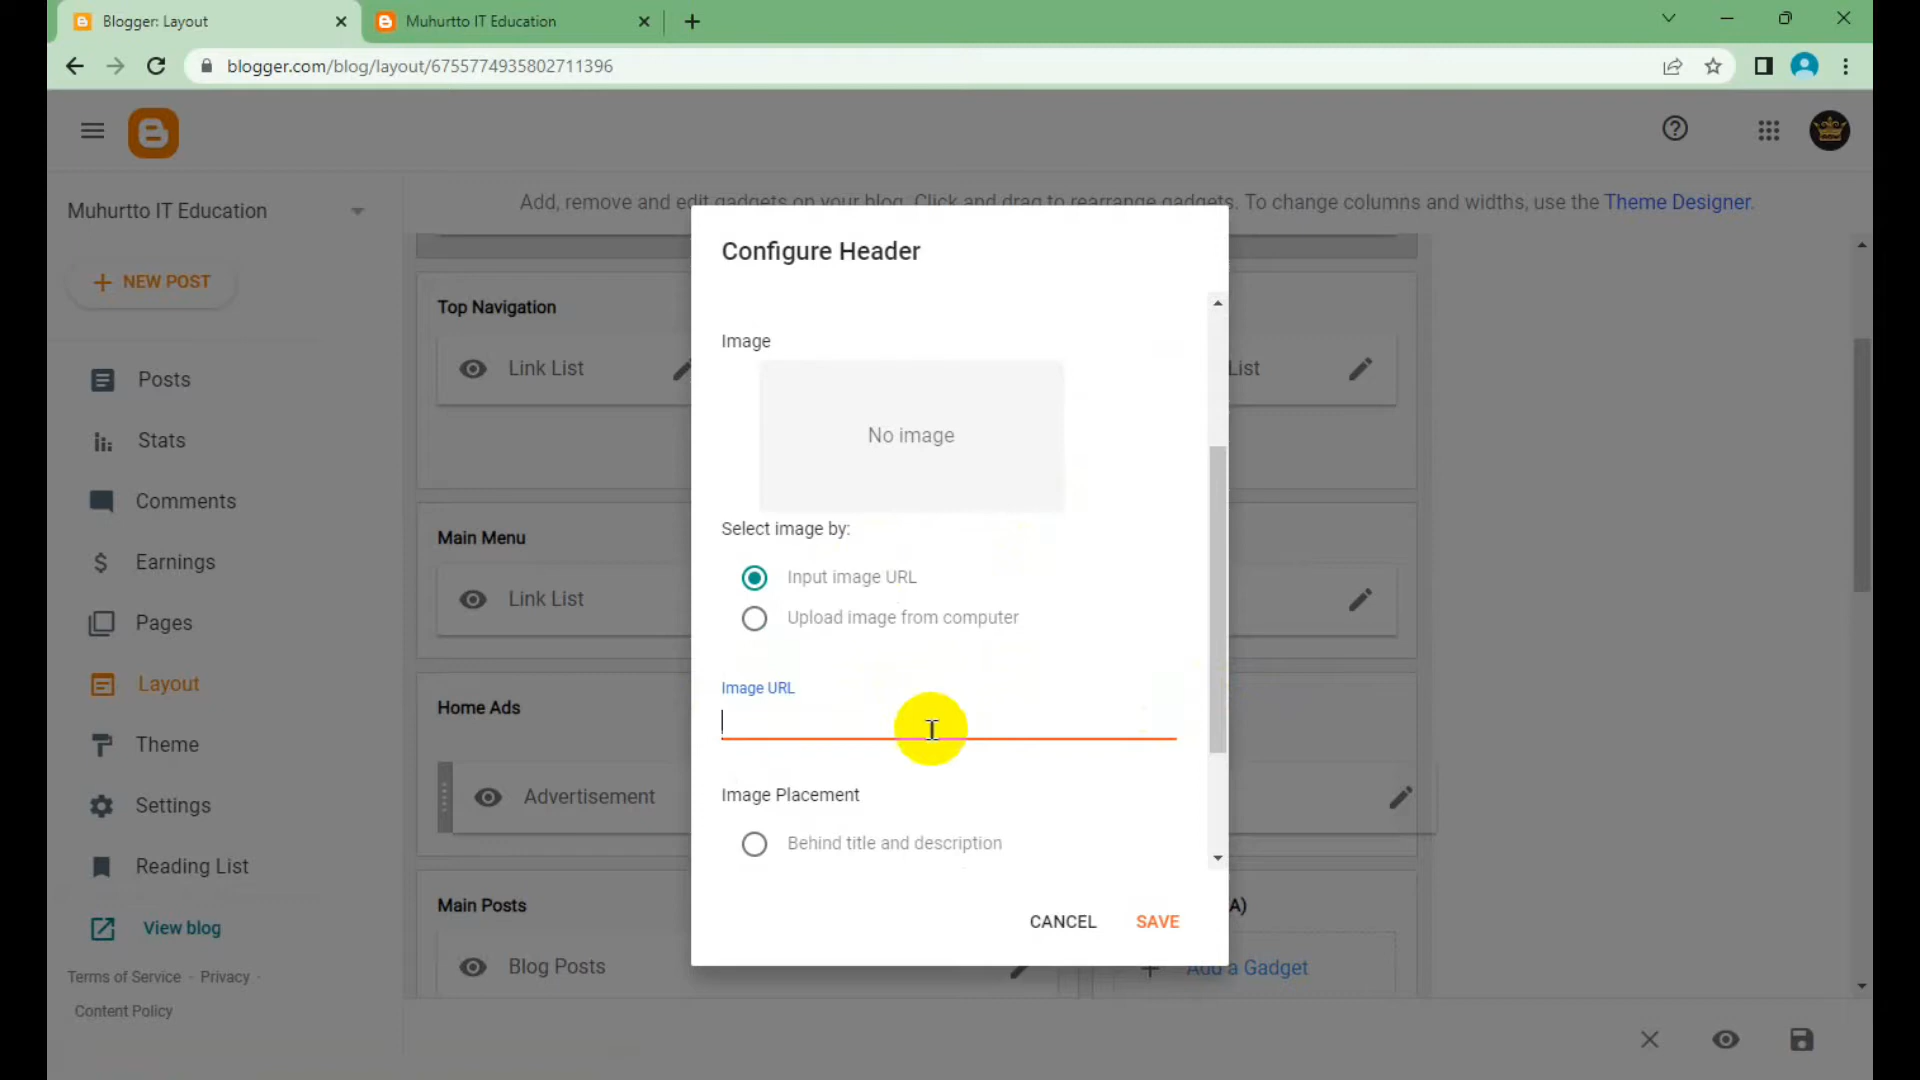 Blogger: Layout
Muhurtto IT Education
blogger.com/blog/layout/6755774935802711396
Muhurtto IT Education
NEW POST
Posts
Stats
Comments
Earnings
Pages
Layout
Theme
Settings
Reading List
View blog
Terms of Service · Privacy ·
Content Policy
Add, remove and edit gadgets on your blog. Click and drag to rearrange gadgets. To change columns and widths, use the Theme Designer.
Top Navigation
Link List
List
Main Menu
Link List
Home Ads
Advertisement
Main Posts
Blog Posts
A)
Add a Gadget
Configure Header
Image
No image
Select image by:
Input image URL
Upload image from computer
Image URL
Image Placement
Behind title and description
CANCEL
SAVE